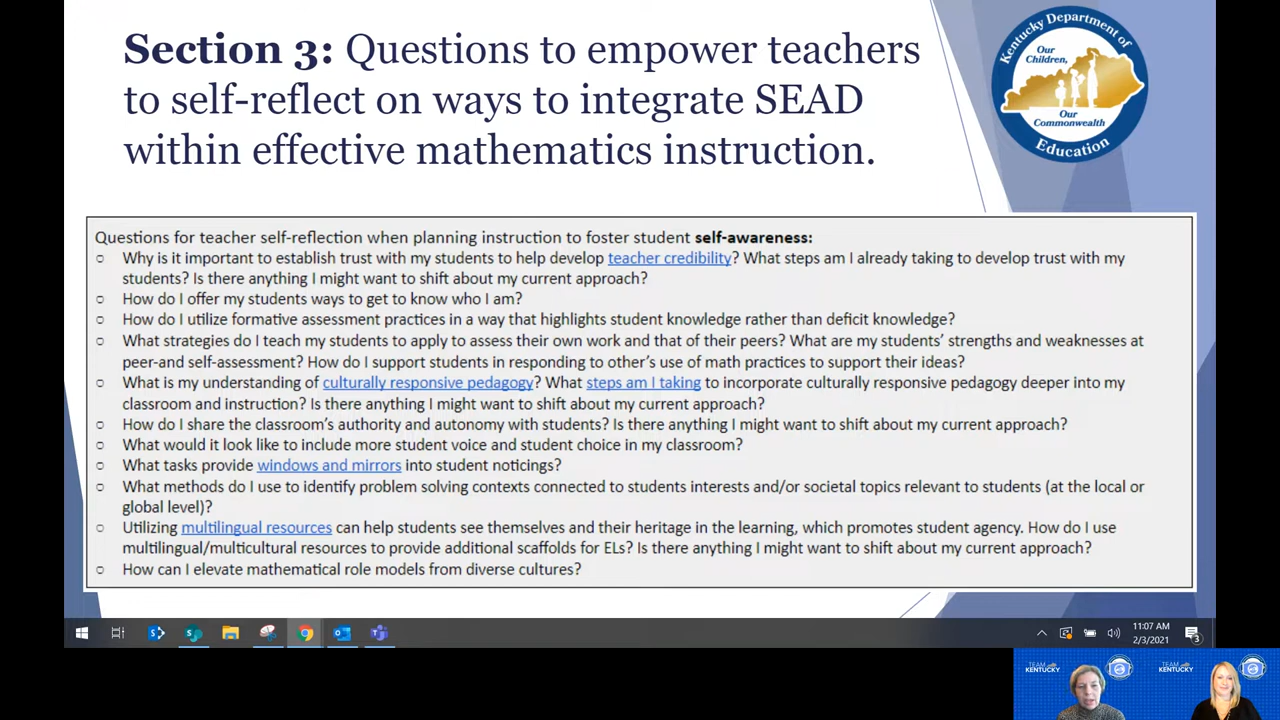 Section 3: Questions to empower teachers
to self-reflect on ways to integrate SEAD
within effective mathematics instruction.
Kentucky Department of
Education
Our
Children,
Our
Commonwealth
Questions for teacher self-reflection when planning instruction to foster student self-awareness:
○ Why is it important to establish trust with my students to help develop teacher credibility? What steps am I already taking to develop trust with my
students? Is there anything I might want to shift about my current approach?
○ How do I offer my students ways to get to know who I am?
○ How do I utilize formative assessment practices in a way that highlights student knowledge rather than deficit knowledge?
○ What strategies do I teach my students to apply to assess their own work and that of their peers? What are my students' strengths and weaknesses at
peer-and self-assessment? How do I support students in responding to other's use of math practices to support their ideas?
○ What is my understanding of culturally responsive pedagogy? What steps am I taking to incorporate culturally responsive pedagogy deeper into my
classroom and instruction? Is there anything I might want to shift about my current approach?
○ How do I share the classroom's authority and autonomy with students? Is there anything I might want to shift about my current approach?
○ What would it look like to include more student voice and student choice in my classroom?
○ What tasks provide windows and mirrors into student noticings?
○ What methods do I use to identify problem solving contexts connected to students interests and/or societal topics relevant to students (at the local or
global level)?
○ Utilizing multilingual resources can help students see themselves and their heritage in the learning, which promotes student agency. How do I use
multilingual/multicultural resources to provide additional scaffolds for ELs? Is there anything I might want to shift about my current approach?
○ How can I elevate mathematical role models from diverse cultures?
11:07 AM
2/3/2021
3
TEAM
KENTUCKY
TEAM
KENTUCKY